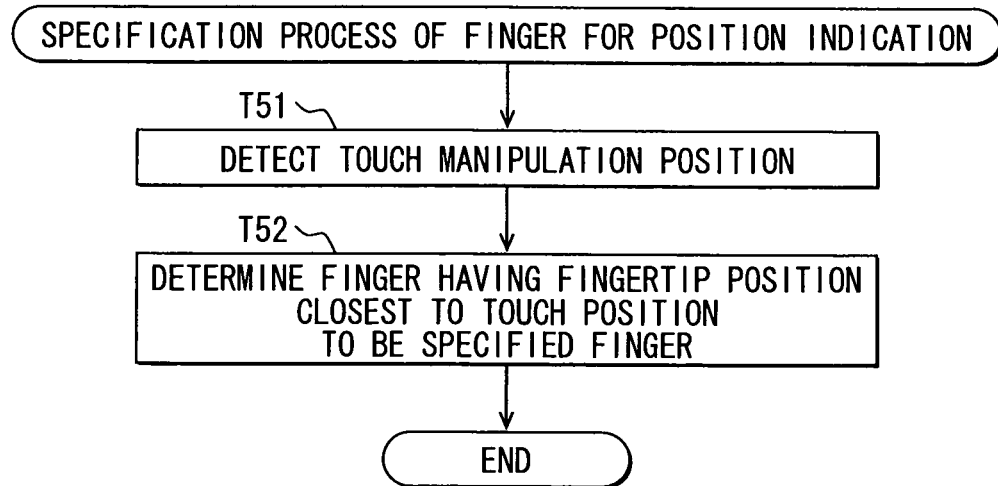 SPECIFICATION PROCESS OF FINGER FOR POSITION INDICATION
T51
DETECT TOUCH MANIPULATION POSITION
T52
DETERMINE FINGER HAVING FINGERTIP POSITION
CLOSEST TO TOUCH POSITION
TO BE SPECIFIED FINGER
END